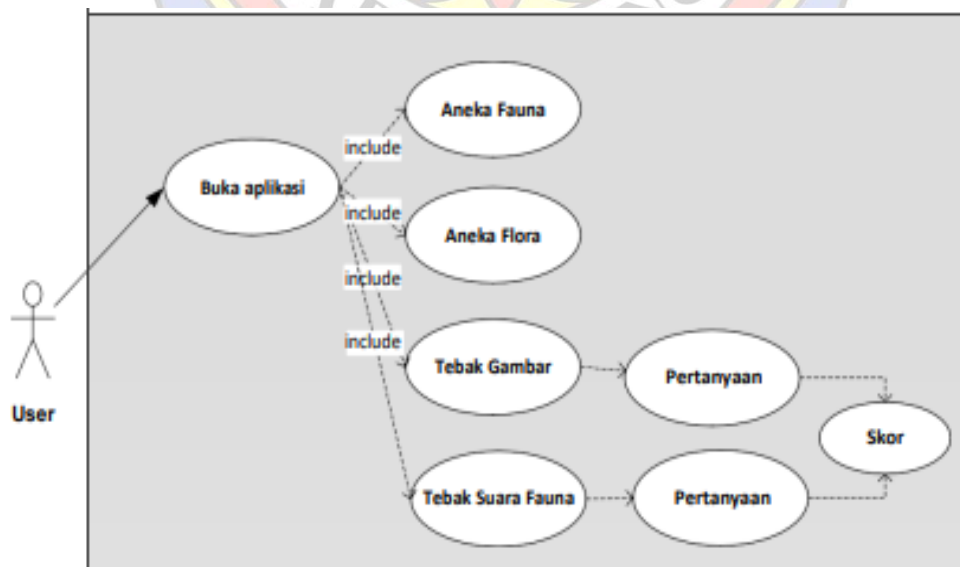 Aneka Fauna
include
Buka aplikasi
include
Aneka Flora
include
include
Tebak Gambar
Pertanyaan
User
Skor
Tebak Suara Fauna
Pertanyaan